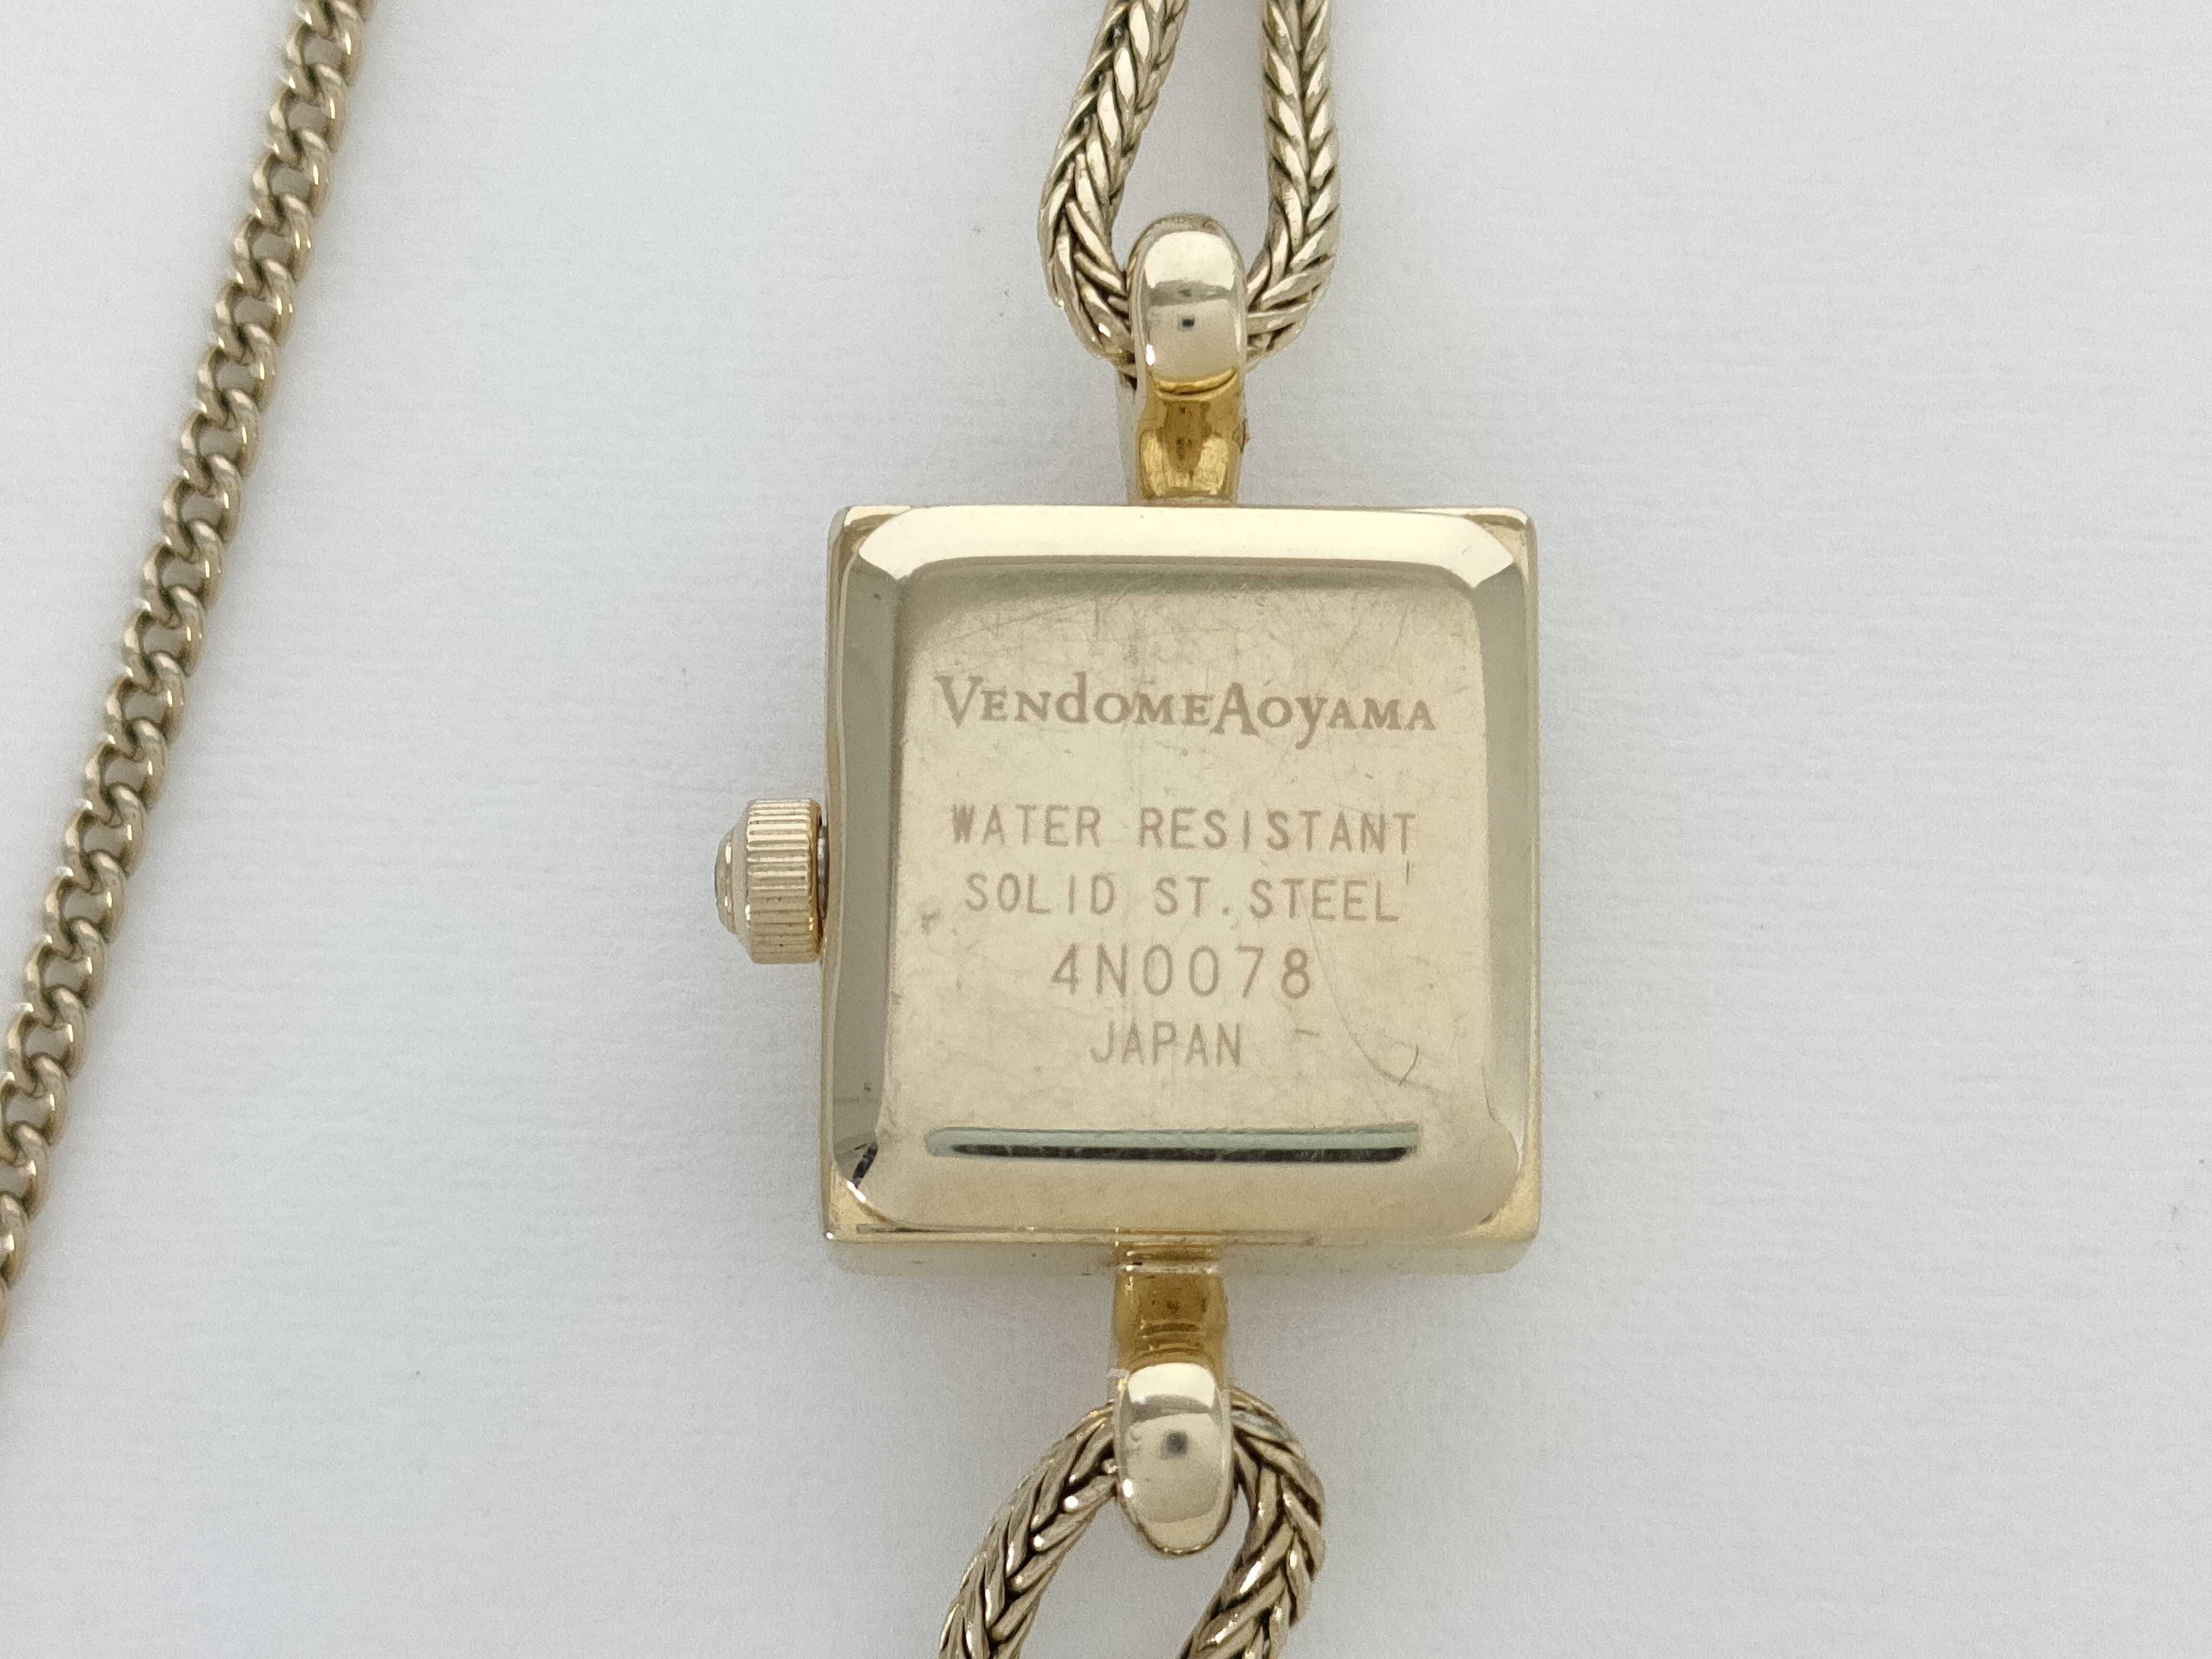 VENdOMEAOyAMA
WATER RESISTANT
SOLID ST. STEEL
4N0078
JAPAN